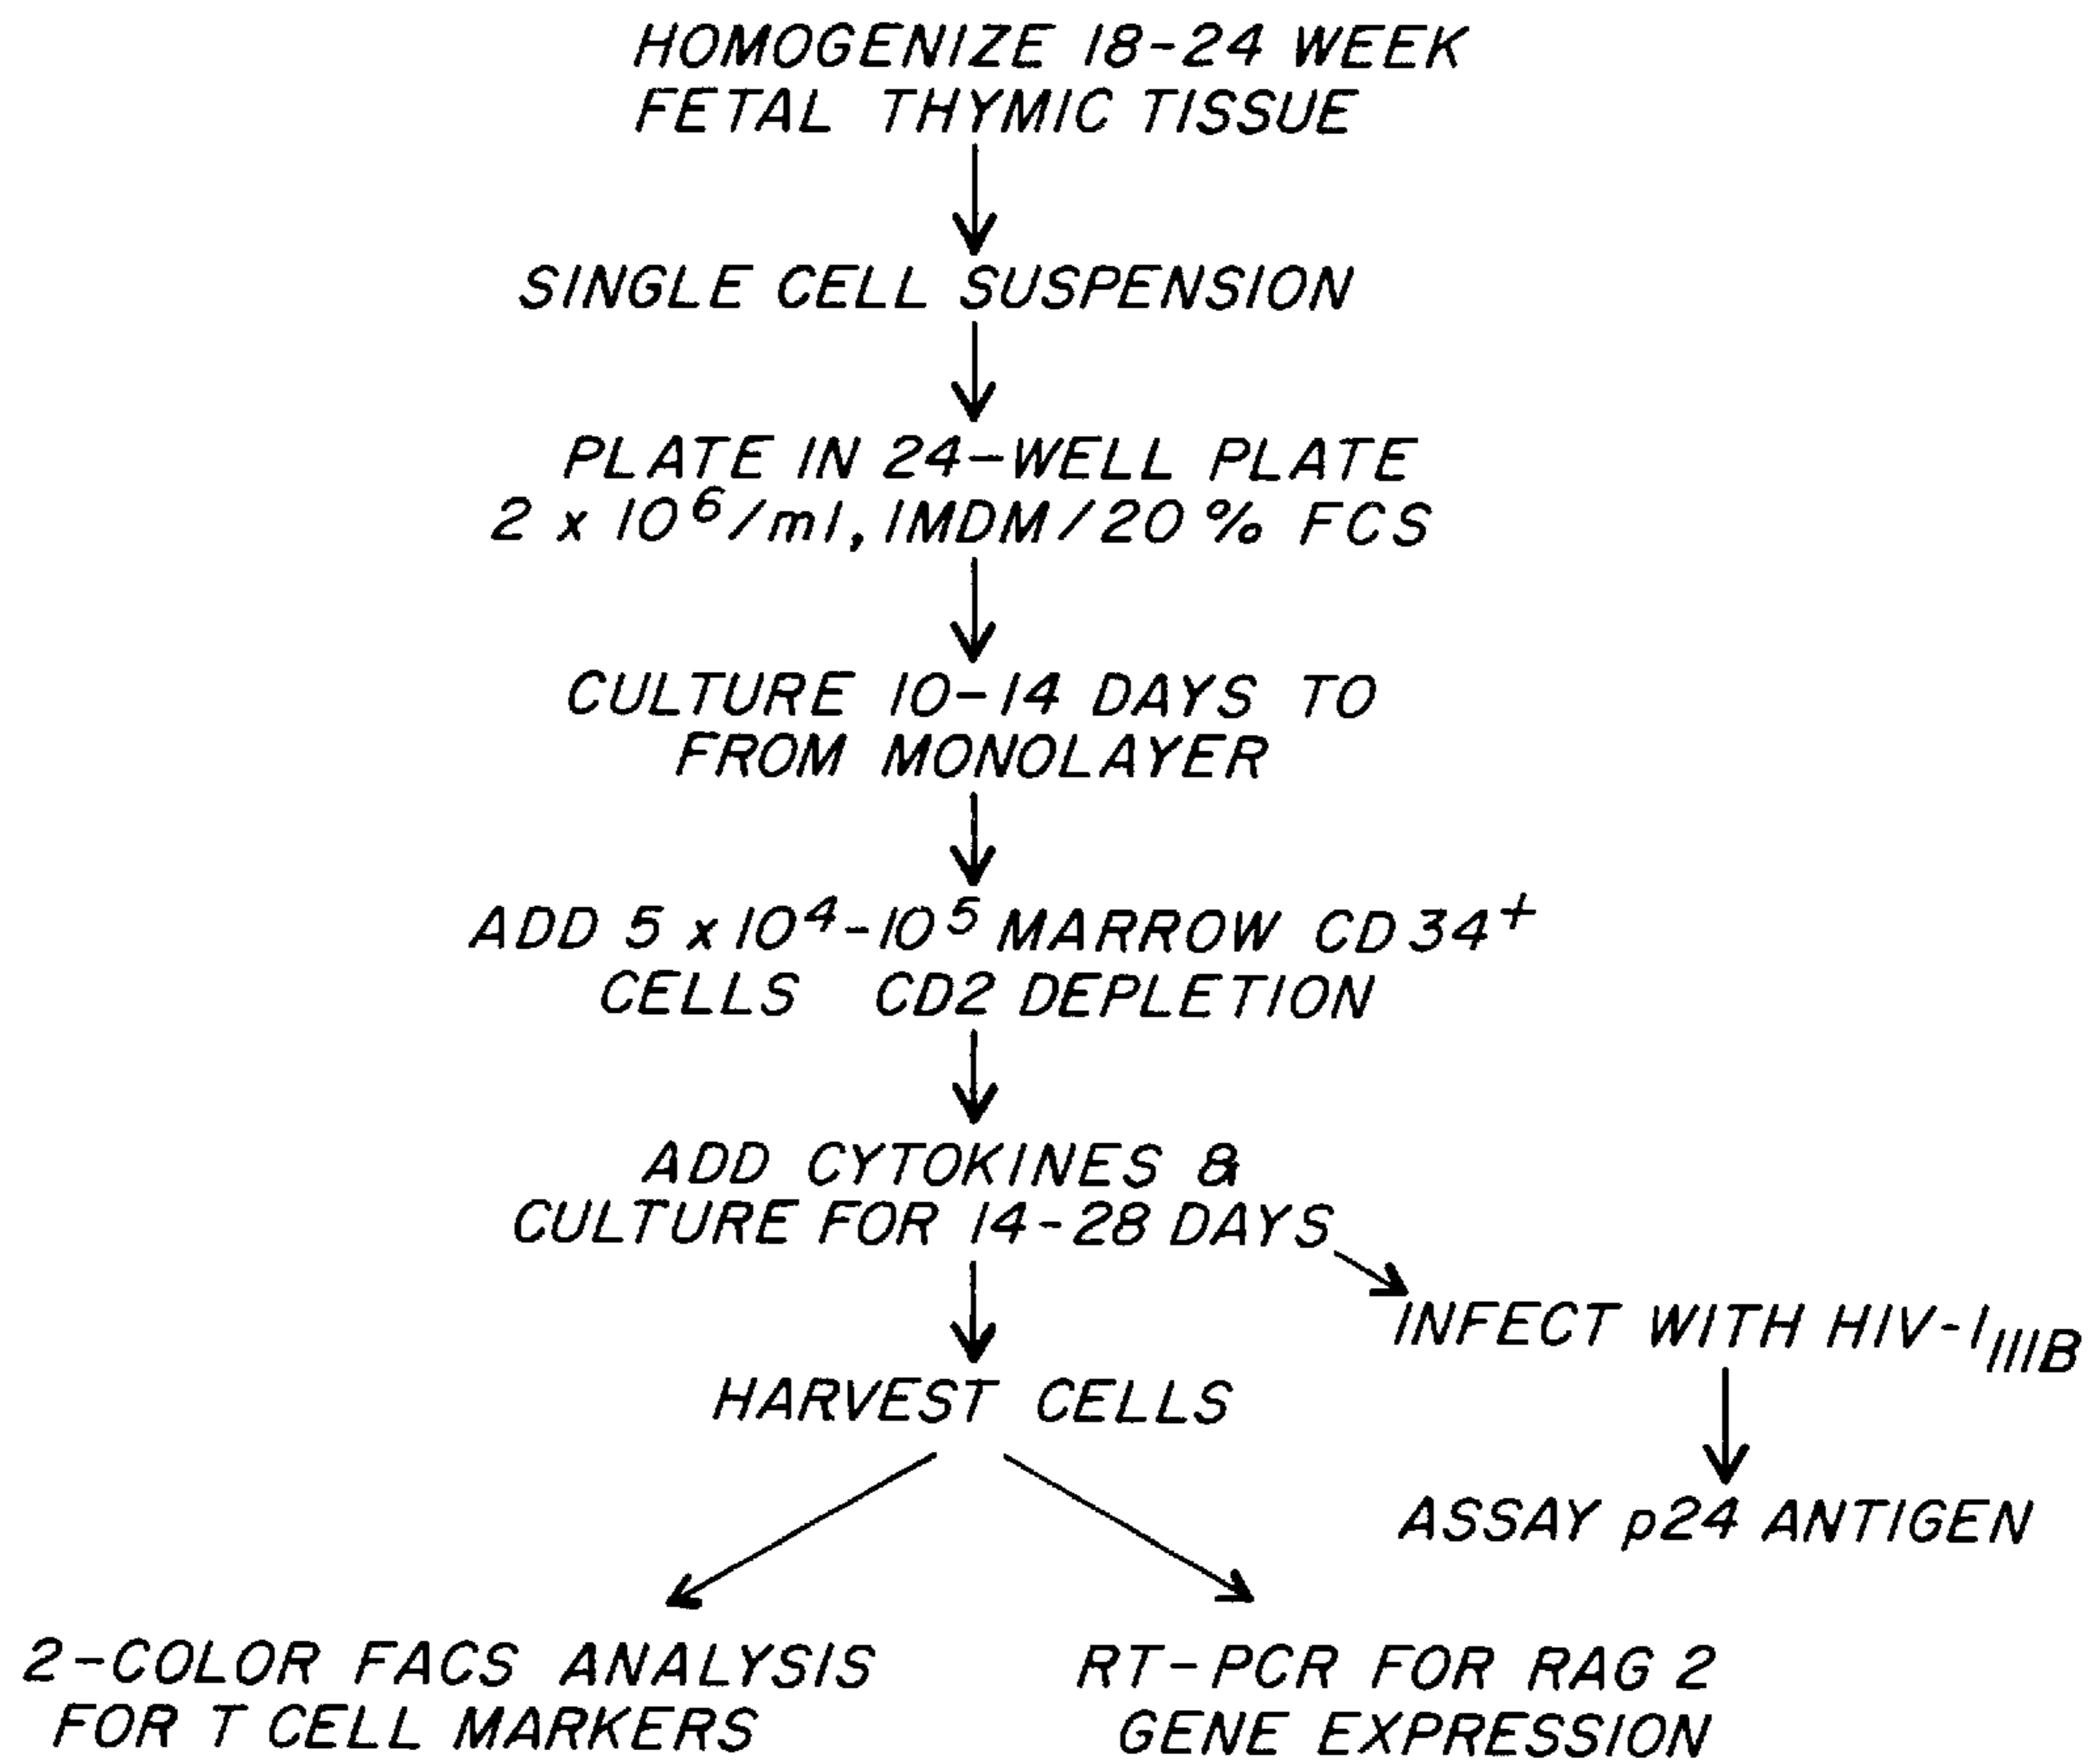 HOMOGENIZE 18-24 WEEK
FETAL THYMIC TISSUE
SINGLE CELL SUSPENSION
PLATE IN 24-WELL PLATE
2 x 10⁶/ml, IMDM/20% FCS
CULTURE 10-14 DAYS TO
FROM MONOLAYER
ADD 5 x 10⁴-10⁵ MARROW CD34⁺
CELLS CD2 DEPLETION
ADD CYTOKINES &
CULTURE FOR 14-28 DAYS
INFECT WITH HIV-1IIIB
HARVEST CELLS
ASSAY p24 ANTIGEN
2-COLOR FACS ANALYSIS
FOR T CELL MARKERS
RT-PCR FOR RAG 2
GENE EXPRESSION